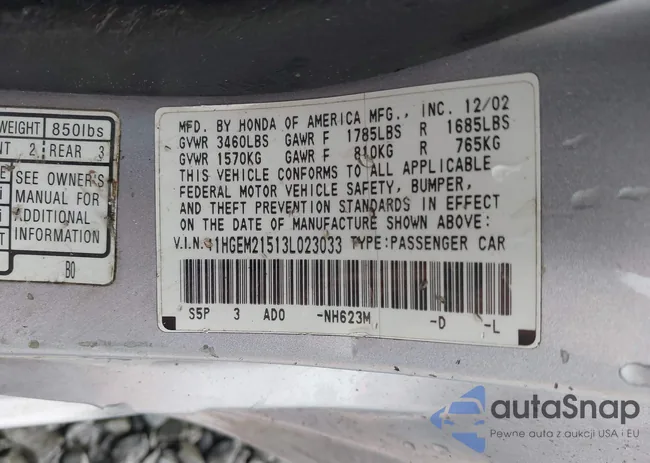 WEIGHT 850lbs
NT 2 REAR 3
SEE OWNER'S
MANUAL FOR
ADDITIONAL
INFORMATION
B0
MFD. BY HONDA OF AMERICA MFG., INC. 12/02
GVWR 3460LBS GAWR F 1785LBS R 1685LBS
GVWR 1570KG GAWR F 810KG R 765KG
THIS VEHICLE CONFORMS TO ALL APPLICABLE
FEDERAL MOTOR VEHICLE SAFETY, BUMPER,
AND THEFT PREVENTION STANDARDS IN EFFECT
ON THE DATE OF MANUFACTURE SHOWN ABOVE:
V.I.N. 1HGEM21513L023033 TYPE:PASSENGER CAR
S5P 3 AD0 -NH623M -D -L
autaSnap
Pewne auta z aukcji USA i EU